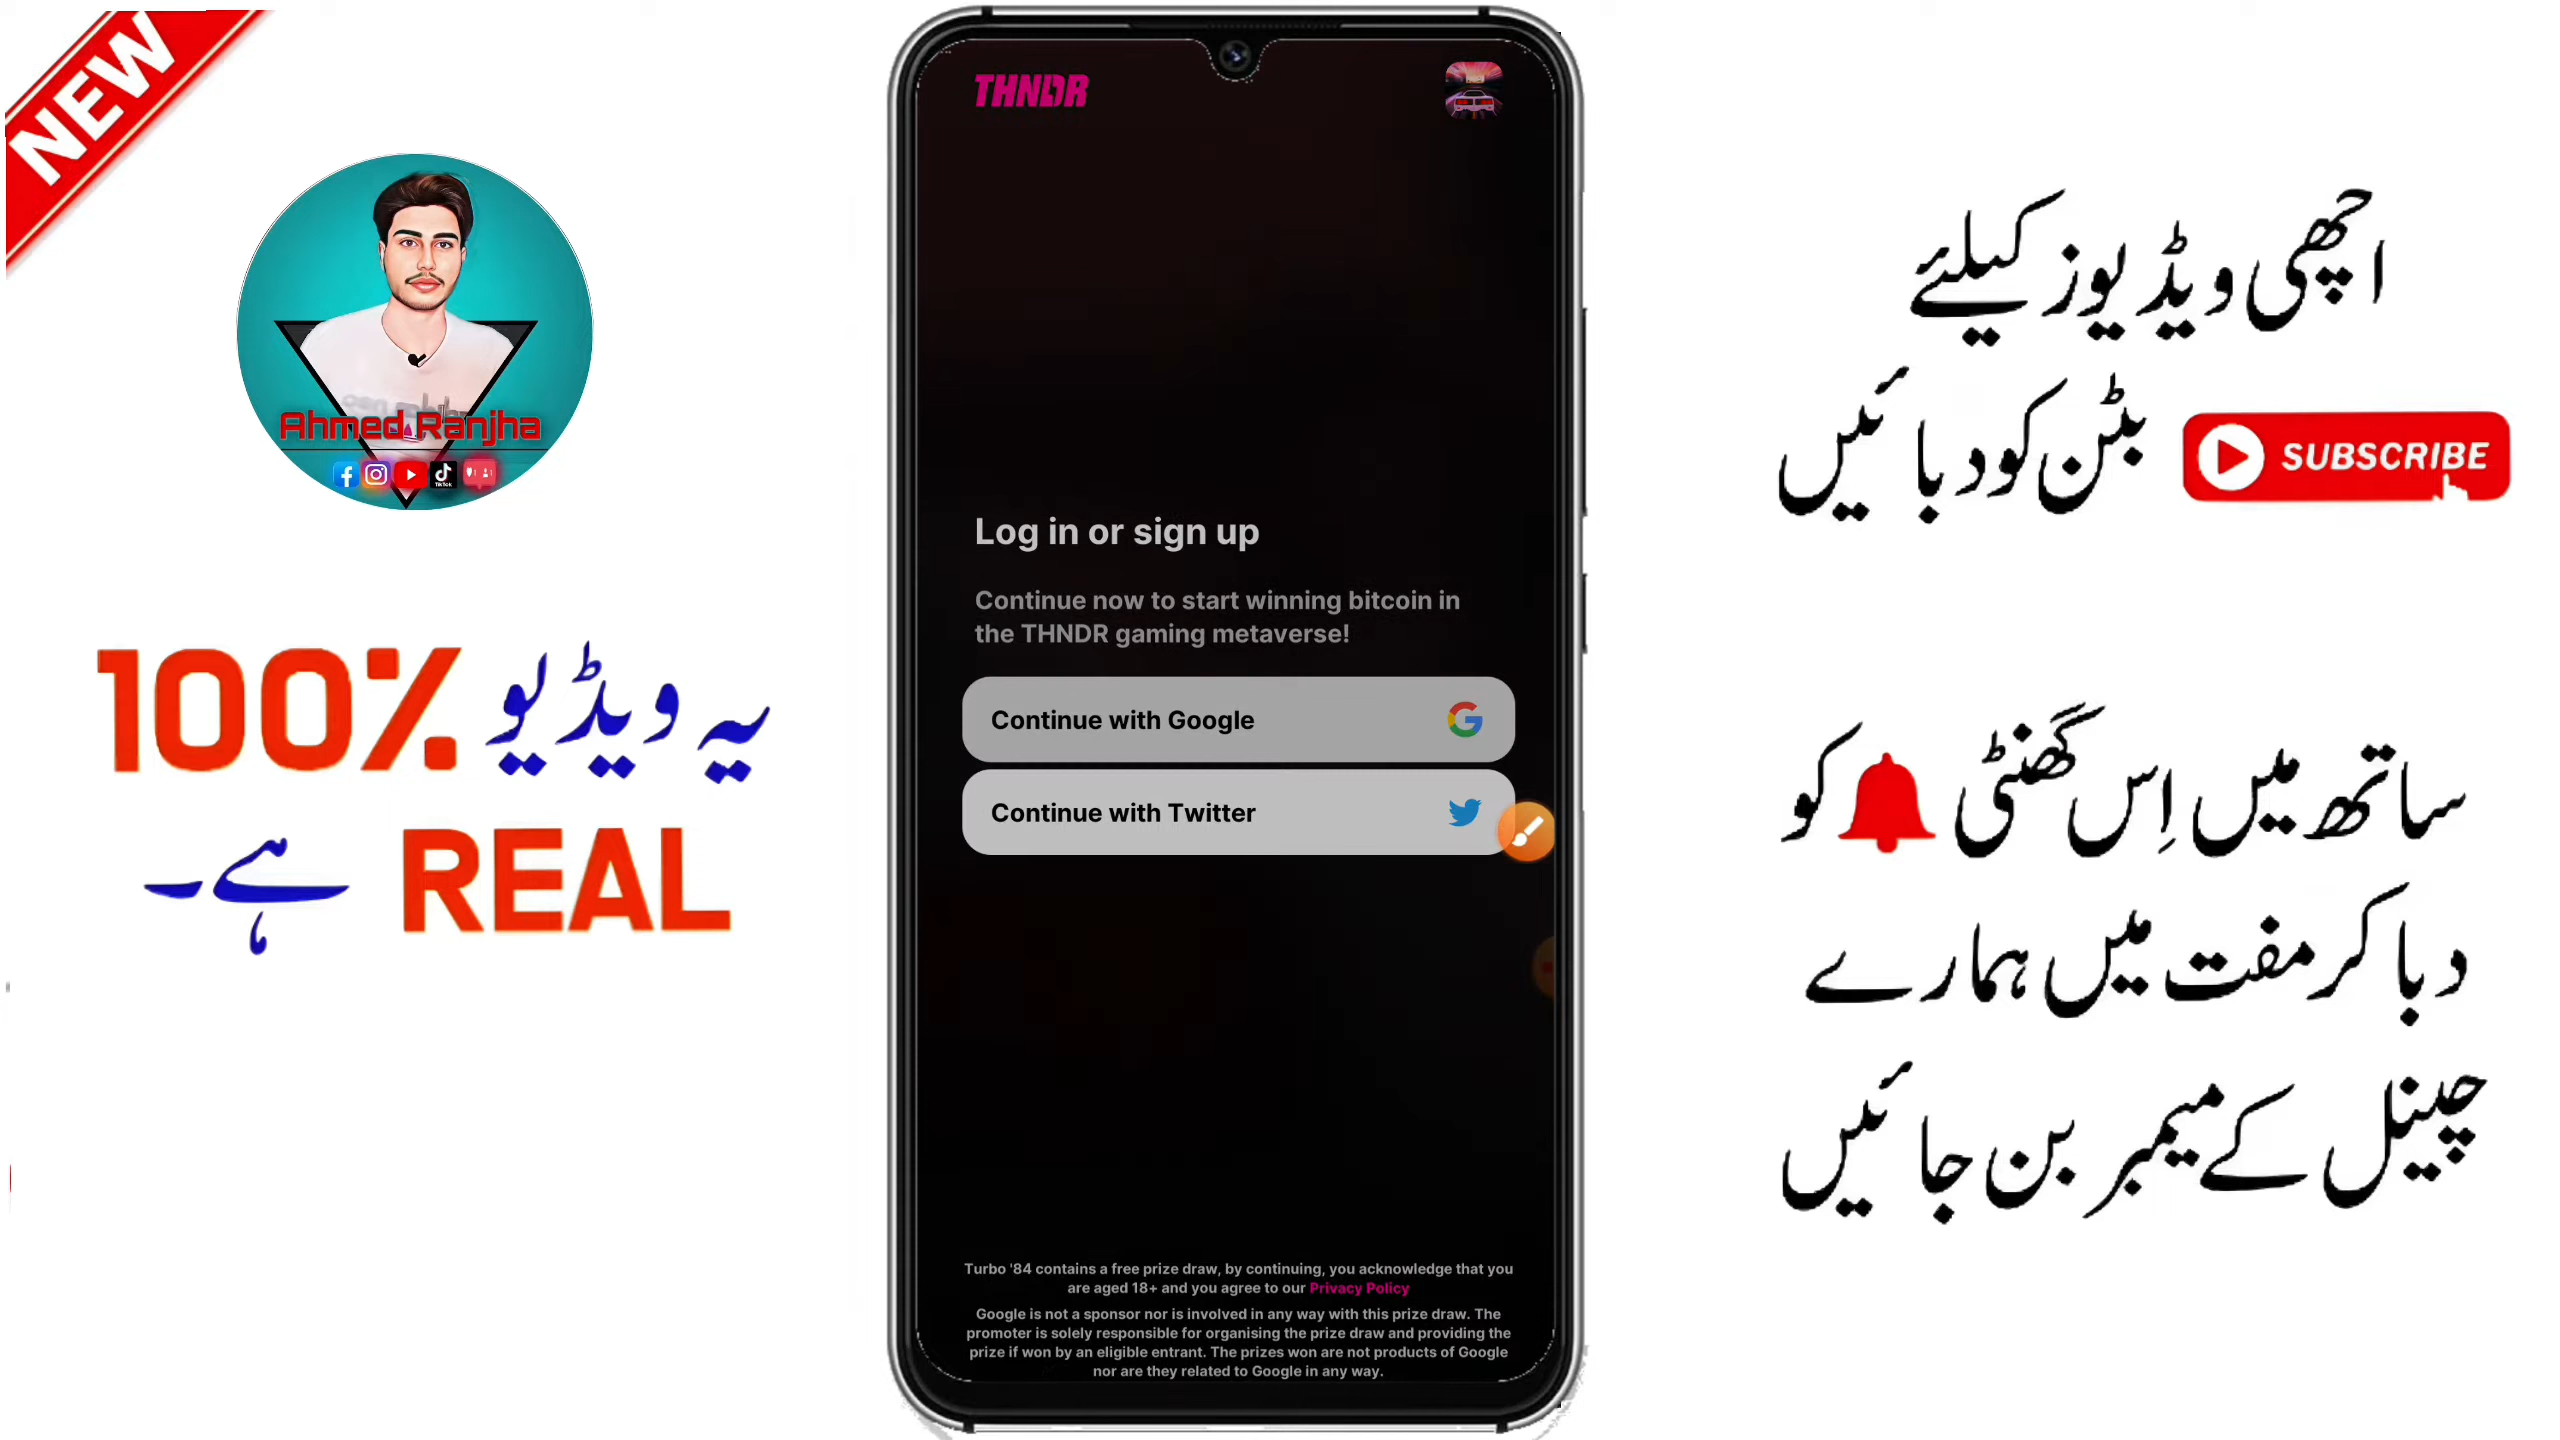 NEW
Ahmed Ranjha
TikTok
یہ ویڈیو 100%
REAL ہے۔
THNDR
Log in or sign up
Continue now to start winning bitcoin in
the THNDR gaming metaverse!
Continue with Google
Continue with Twitter
Turbo '84 contains a free prize draw, by continuing, you acknowledge that you
are aged 18+ and you agree to our Privacy Policy
Google is not a sponsor nor is involved in any way with this prize draw. The
promoter is solely responsible for organising the prize draw and providing the
prize if won by an eligible entrant. The prizes won are not products of Google
nor are they related to Google in any way.
اچھی ویڈیوز کیلئے
SUBSCRIBE بٹن کو دبائیں
ساتھ میں اِس گھنٹی کو
دبا کر مفت میں ہمارے
چینل کے میمبر بن جائیں